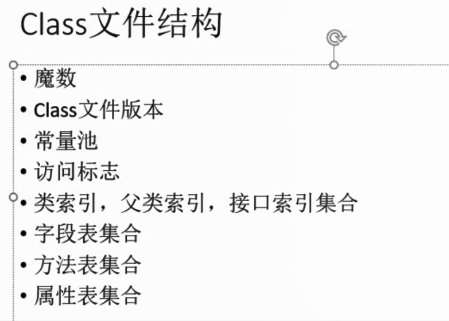 Class文件结构
• 魔数
• Class文件版本
• 常量池
• 访问标志
• 类索引，父类索引，接口索引集合
• 字段表集合
• 方法表集合
• 属性表集合